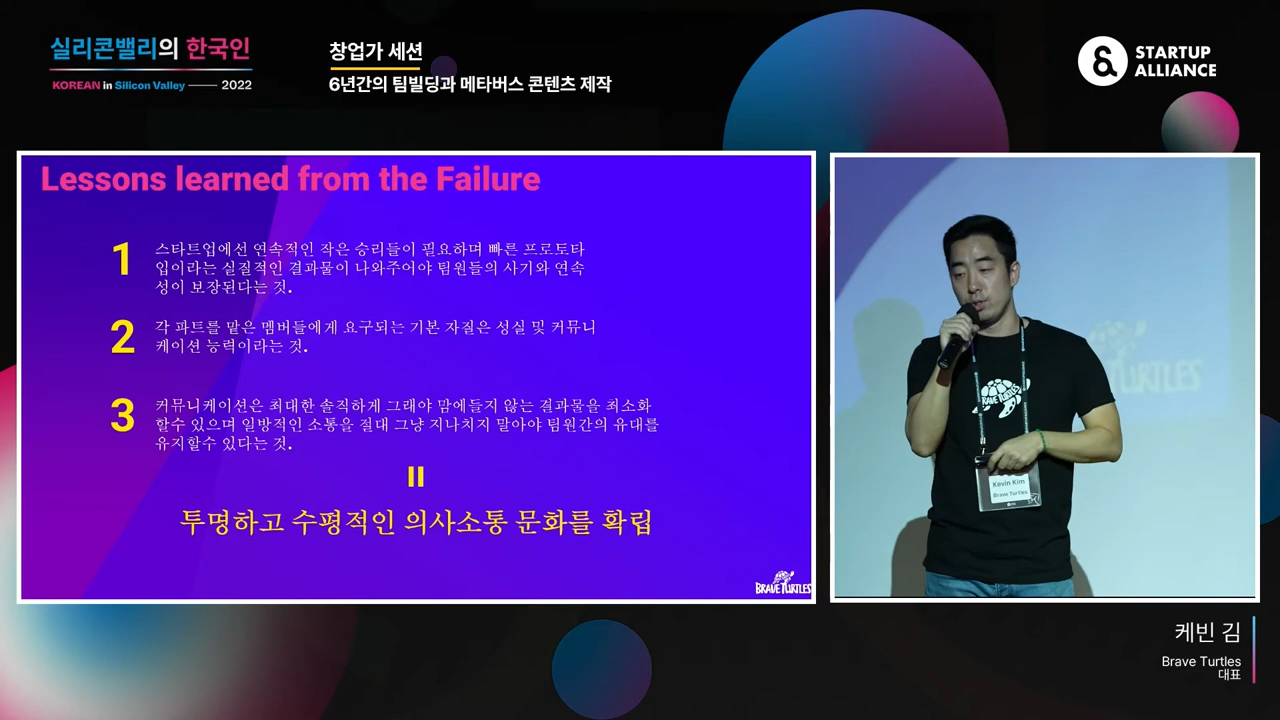 실리콘밸리의 한국인
KOREAN in Silicon Valley 2022
창업가 세션
6년간의 팀빌딩과 메타버스 콘텐츠 제작
STARTUP
ALLIANCE
Lessons learned from the Failure
1
스타트업에선 연속적인 작은 승리들이 필요하며 빠른 프로토타
입이라는 실질적인 결과물이 나와주어야 팀원들의 사기와 연속
성이 보장된다는 것.
2
각 파트를 맡은 멤버들에게 요구되는 기본 자질은 성실 및 커뮤니
케이션 능력이라는 것.
3
커뮤니케이션은 최대한 솔직하게 그래야 맘에들지 않는 결과물을 최소화
할수 있으며 일방적인 소통을 절대 그냥 지나치지 말아야 팀원간의 유대를
유지할수 있다는 것.
=
투명하고 수평적인 의사소통 문화를 확립
BRAVE TURTLES
TURTLES
BRAVE TURTLES
Kevin Kim
Brave Turtles
케빈 김
Brave Turtles
대표